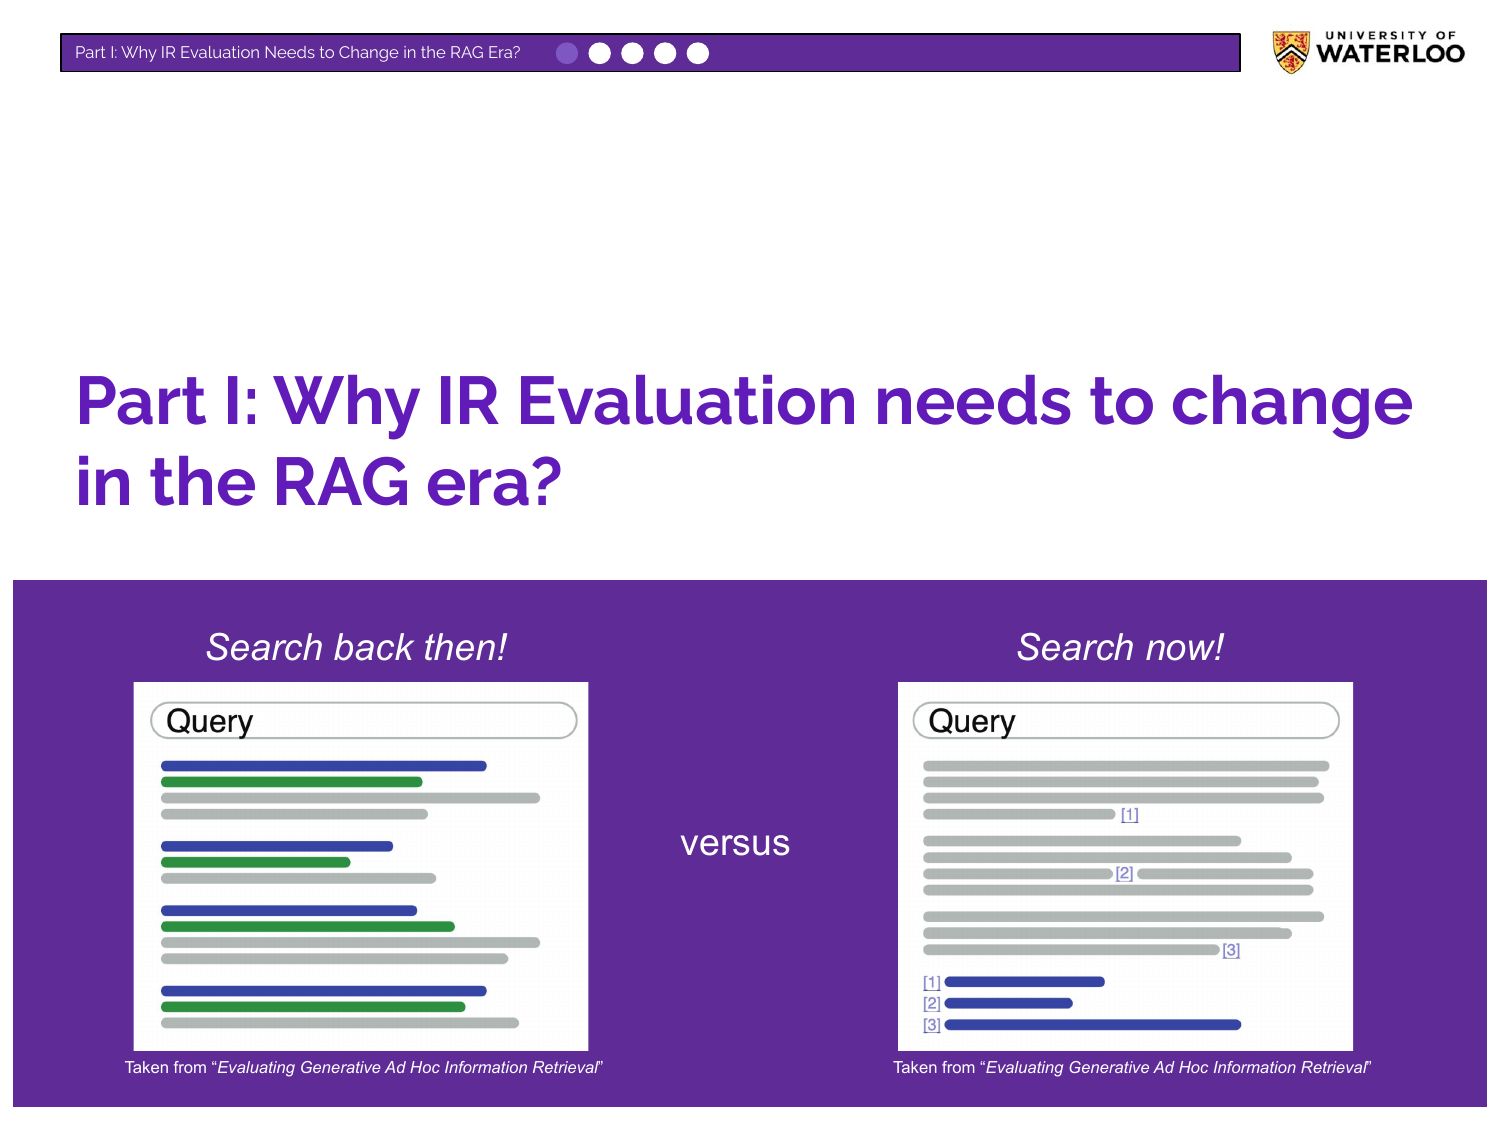 Part I: Why IR Evaluation Needs to Change in the RAG Era?
UNIVERSITY OF
WATERLOO
Part I: Why IR Evaluation needs to change
in the RAG era?
Search back then!
Query
Taken from “Evaluating Generative Ad Hoc Information Retrieval”
versus
Search now!
Query
[1]
[2]
[3]
[1]
[2]
[3]
Taken from “Evaluating Generative Ad Hoc Information Retrieval”